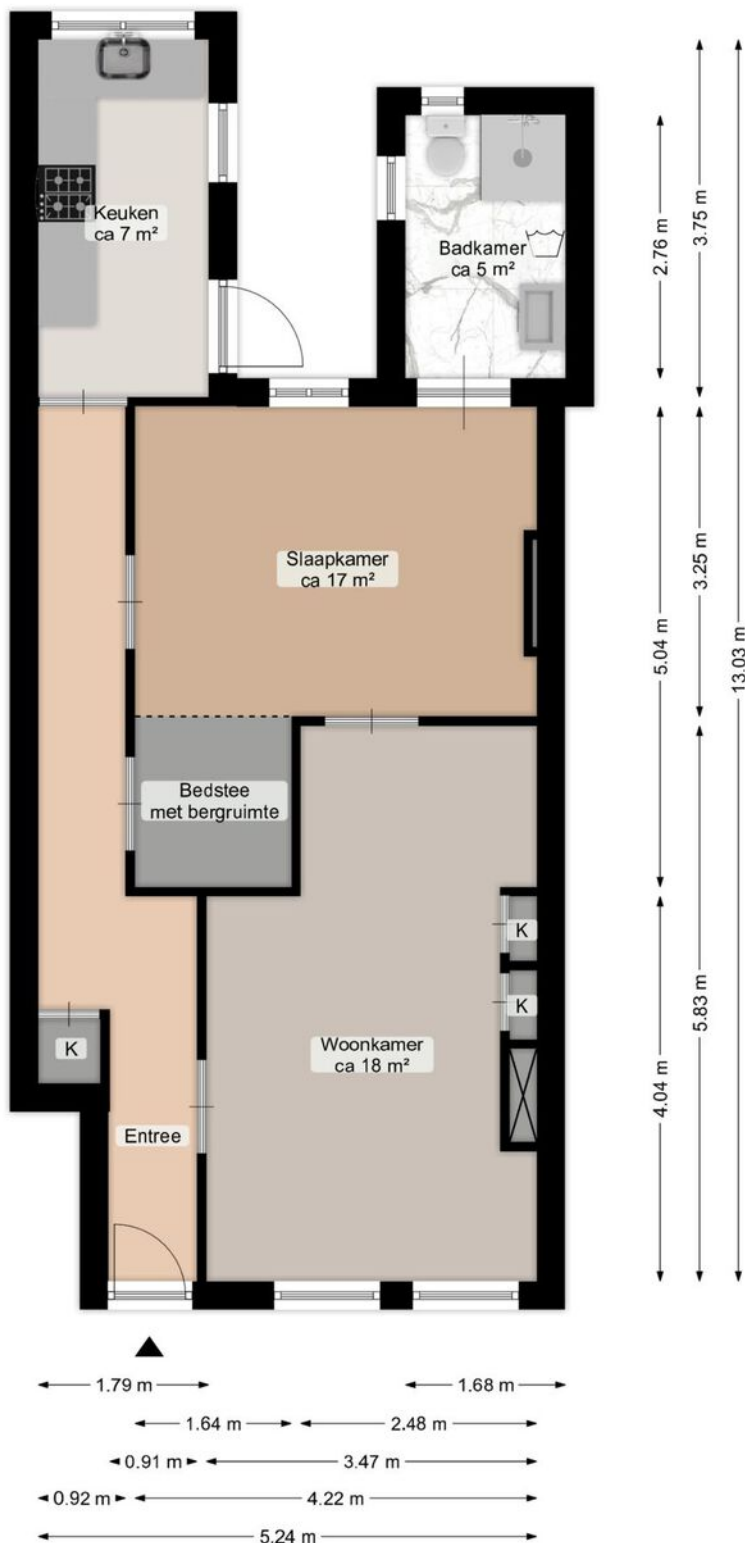 Keuken
ca 7 m²
Badkamer
ca 5 m²
Slaapkamer
ca 17 m²
Bedstee
met bergruimte
K
K
K
Woonkamer
ca 18 m²
Entree
2.76 m
3.75 m
3.25 m
5.04 m
13.03 m
5.83 m
4.04 m
1.79 m
1.68 m
1.64 m
2.48 m
0.91 m
3.47 m
0.92 m
4.22 m
5.24 m